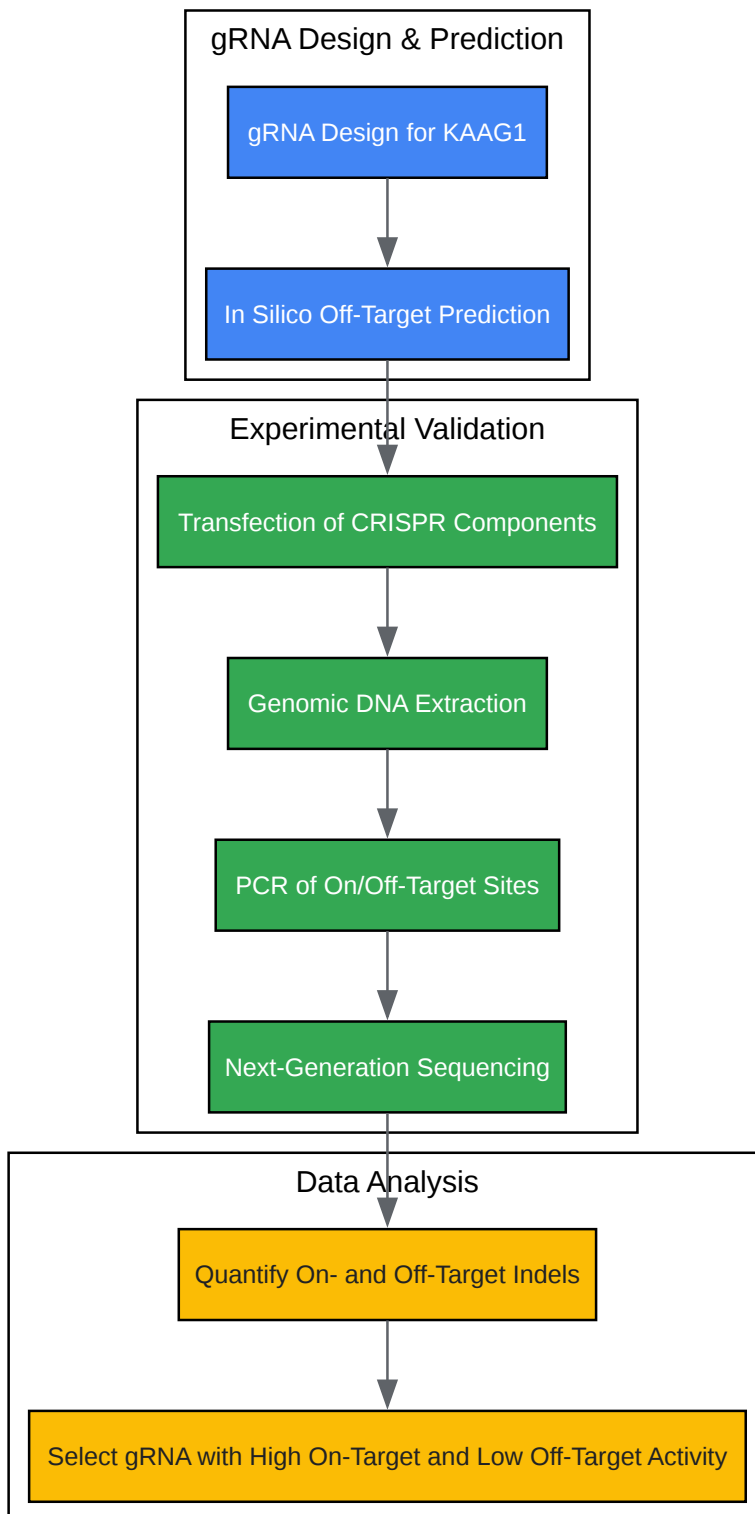 gRNA Design & Prediction
gRNA Design for KAAG1
In Silico Off-Target Prediction
Experimental Validation
Transfection of CRISPR Components
Genomic DNA Extraction
PCR of On/Off-Target Sites
Next-Generation Sequencing
Data Analysis
Quantify On- and Off-Target Indels
Select gRNA with High On-Target and Low Off-Target Activity